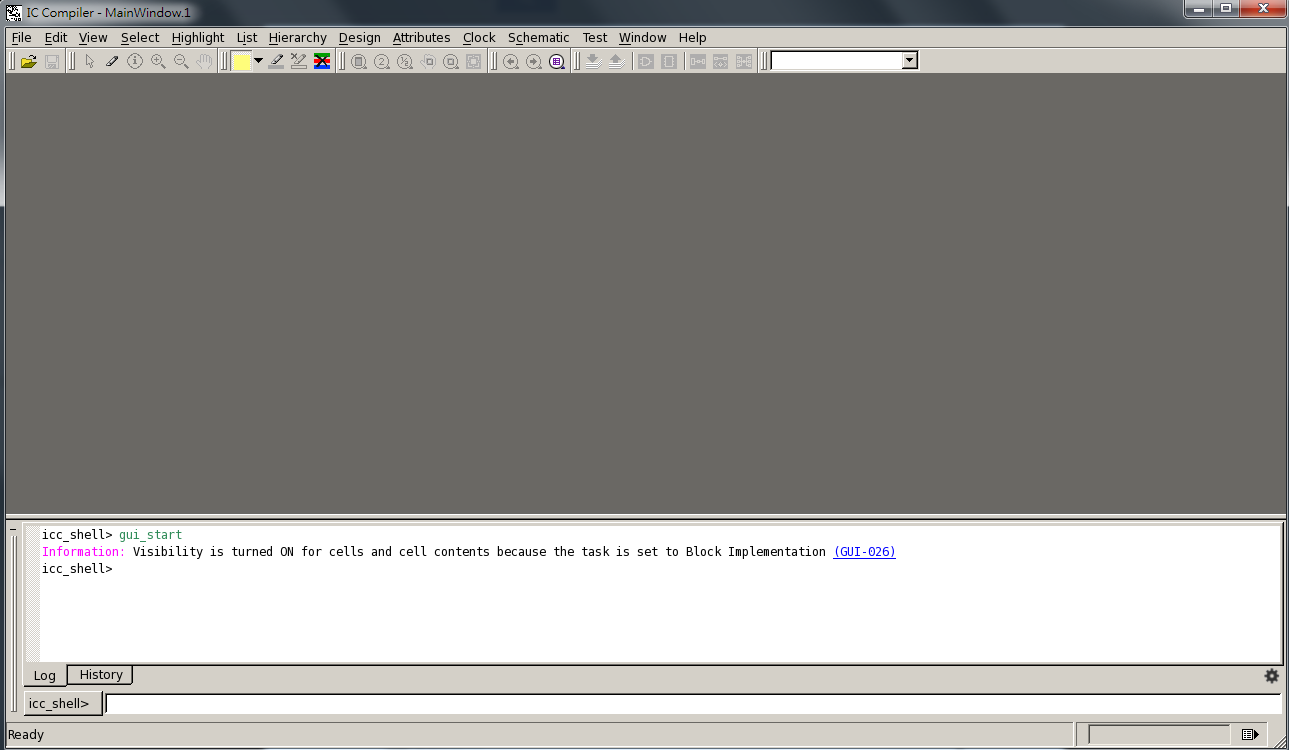 IC Compiler - MainWindow.1
File Edit View Select Highlight List Hierarchy Design Attributes Clock Schematic Test Window Help
icc_shell> gui_start
Information: Visibility is turned ON for cells and cell contents because the task is set to Block Implementation (GUI-026)
icc_shell>
Log History
icc_shell>
Ready